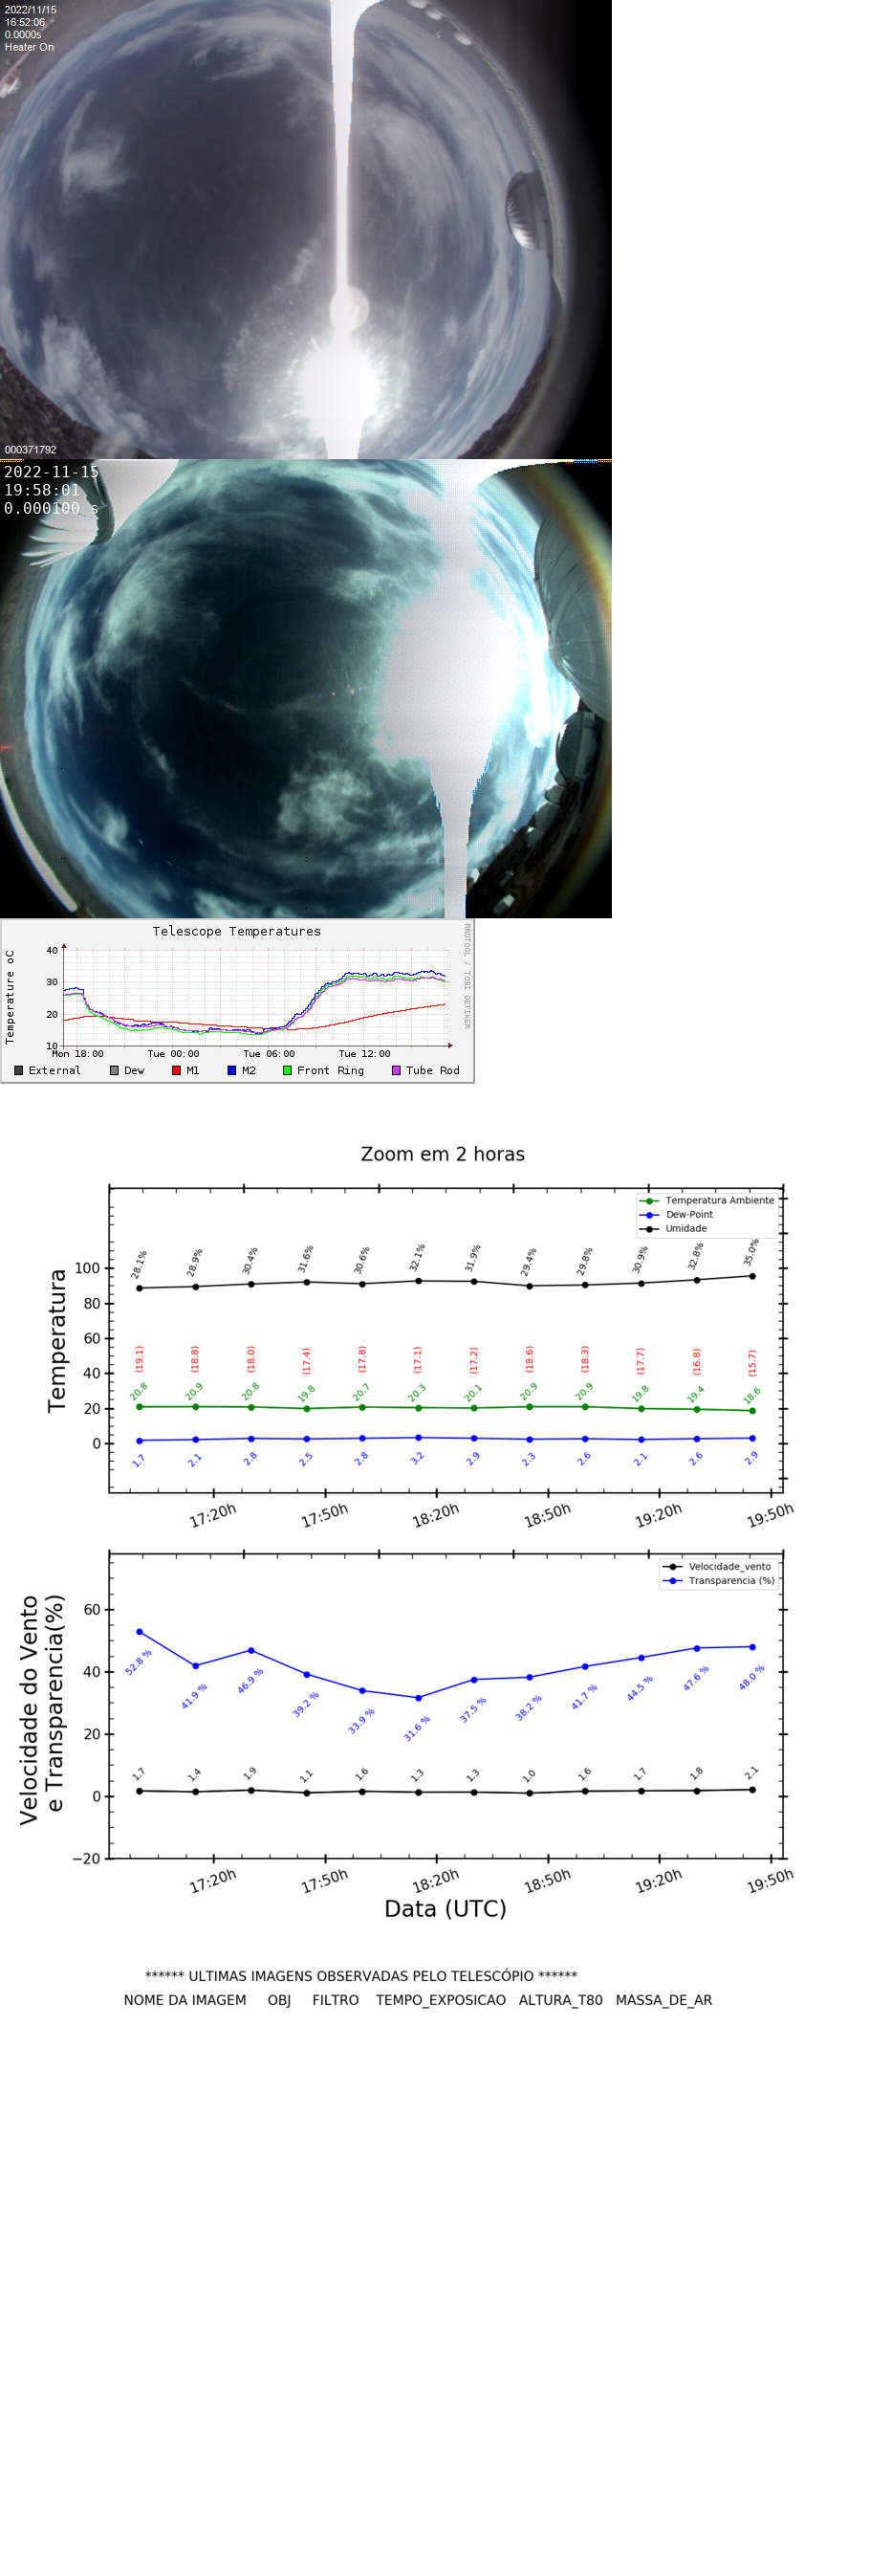 2022/11/15
16:52:06
0.0000s
Heater On
000371792
2022-11-15
19:58:01
0.000100 s
Telescope Temperatures
RRDTOOL / TOBI OETIKER
Temperature oC
40
30
20
10
Mon 18:00 Tue 00:00 Tue 06:00 Tue 12:00
External Dew M1 M2 Front Ring Tube Rod
Zoom em 2 horas
Temperatura Ambiente
Dew-Point
Umidade
Temperatura
100
80
60
40
20
0
28.1% 28.9% 30.4% 31.6% 30.6% 32.1% 31.9% 29.4% 29.8% 30.9% 32.8% 35.0%
(19.1) (18.8) (18.0) (17.4) (17.8) (17.1) (17.2) (18.6) (18.3) (17.7) (16.8) (15.7)
20.8 20.9 20.8 19.8 20.7 20.3 20.1 20.9 20.9 19.8 19.4 18.6
1.7 2.1 2.8 2.5 2.8 3.2 2.9 2.3 2.6 2.1 2.6 2.9
17:20h 17:50h 18:20h 18:50h 19:20h 19:50h
Velocidade_vento
Transparencia (%)
Velocidade do Vento
e Transparencia(%)
60
40
20
0
−20
52.8 % 41.9 % 46.9 % 39.2 % 33.9 % 31.6 % 37.5 % 38.2 % 41.7 % 44.5 % 47.6 % 48.0 %
1.7 1.4 1.9 1.1 1.6 1.3 1.3 1.0 1.6 1.7 1.8 2.1
17:20h 17:50h 18:20h 18:50h 19:20h 19:50h
Data (UTC)
****** ULTIMAS IMAGENS OBSERVADAS PELO TELESCÓPIO ******
NOME DA IMAGEM OBJ FILTRO TEMPO_EXPOSICAO ALTURA_T80 MASSA_DE_AR